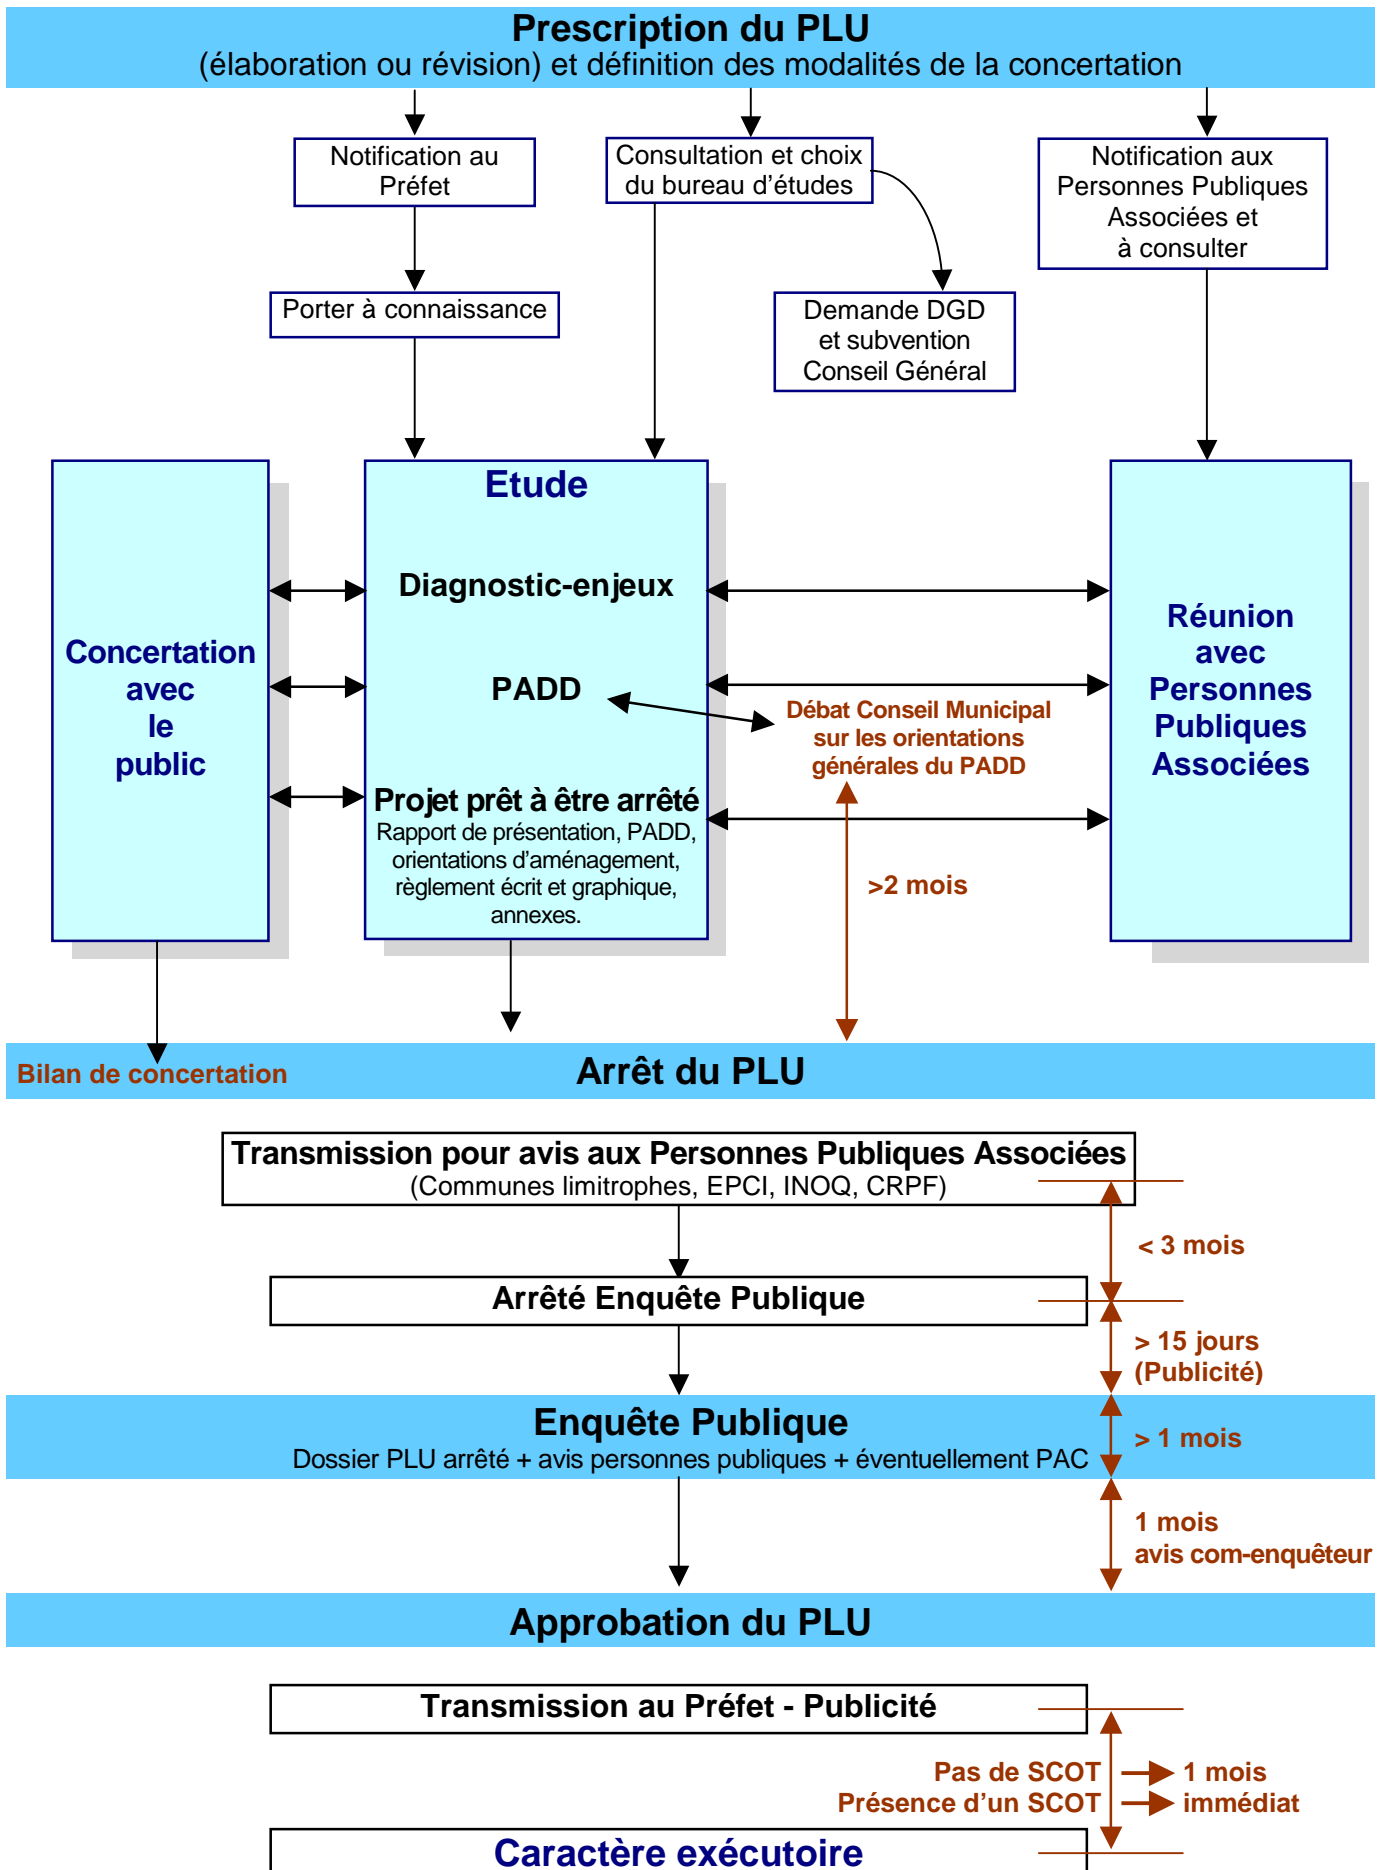 Prescription du PLU
(élaboration ou révision) et définition des modalités de la concertation
Notification au
Préfet
Consultation et choix
du bureau d'études
Notification aux
Personnes Publiques
Associées et
à consulter
Porter à connaissance
Demande DGD
et subvention
Conseil Général
Concertation
avec
le
public
Etude
Diagnostic-enjeux
PADD
Projet prêt à être arrêté
Rapport de présentation, PADD,
orientations d'aménagement,
règlement écrit et graphique,
annexes.
Débat Conseil Municipal
sur les orientations
générales du PADD
>2 mois
Réunion
avec
Personnes
Publiques
Associées
Bilan de concertation
Arrêt du PLU
Transmission pour avis aux Personnes Publiques Associées
(Communes limitrophes, EPCI, INOQ, CRPF)
< 3 mois
Arrêté Enquête Publique
> 15 jours
(Publicité)
Enquête Publique
Dossier PLU arrêté + avis personnes publiques + éventuellement PAC
> 1 mois
1 mois
avis com-enquêteur
Approbation du PLU
Transmission au Préfet - Publicité
Pas de SCOT 1 mois
Présence d'un SCOT immédiat
Caractère exécutoire